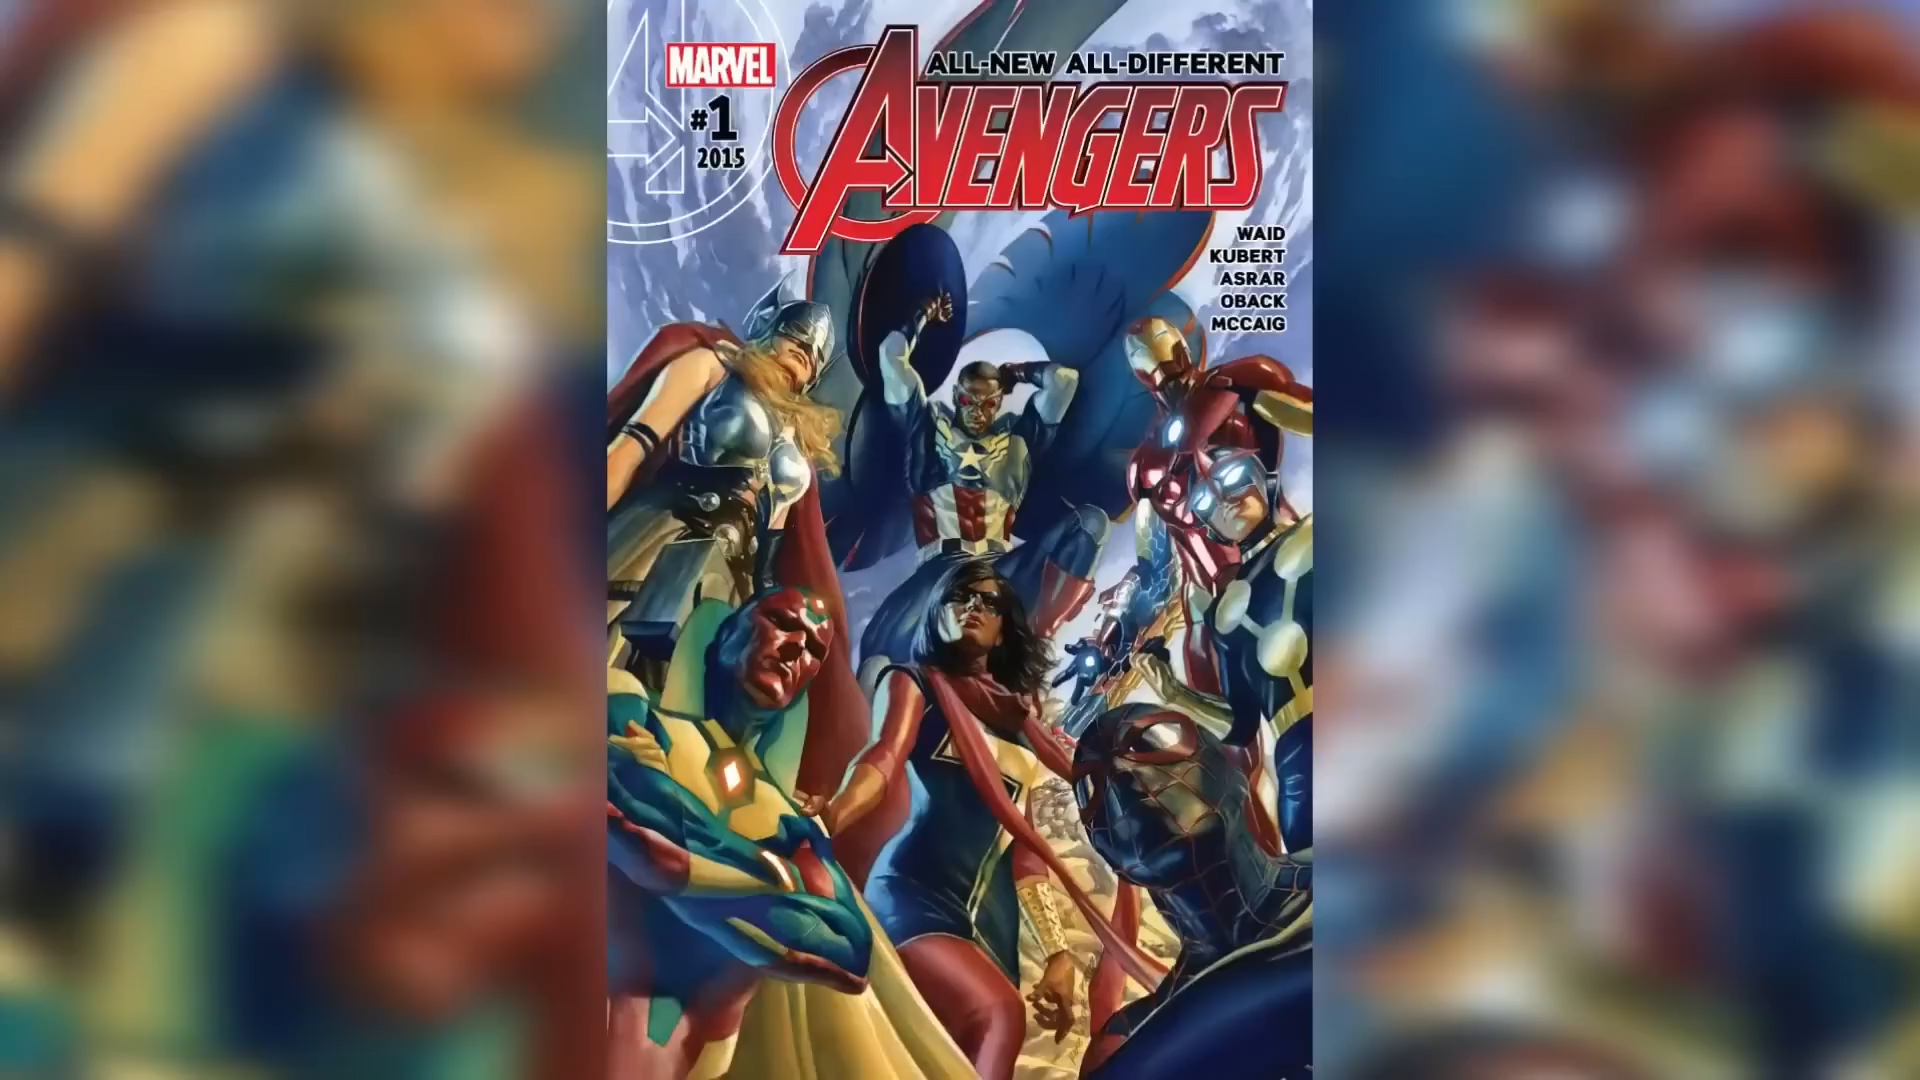 MARVEL
#1
2015
ALL-NEW ALL-DIFFERENT
AVENGERS
WAID
KUBERT
ASRAR
OBACK
MCCAIG